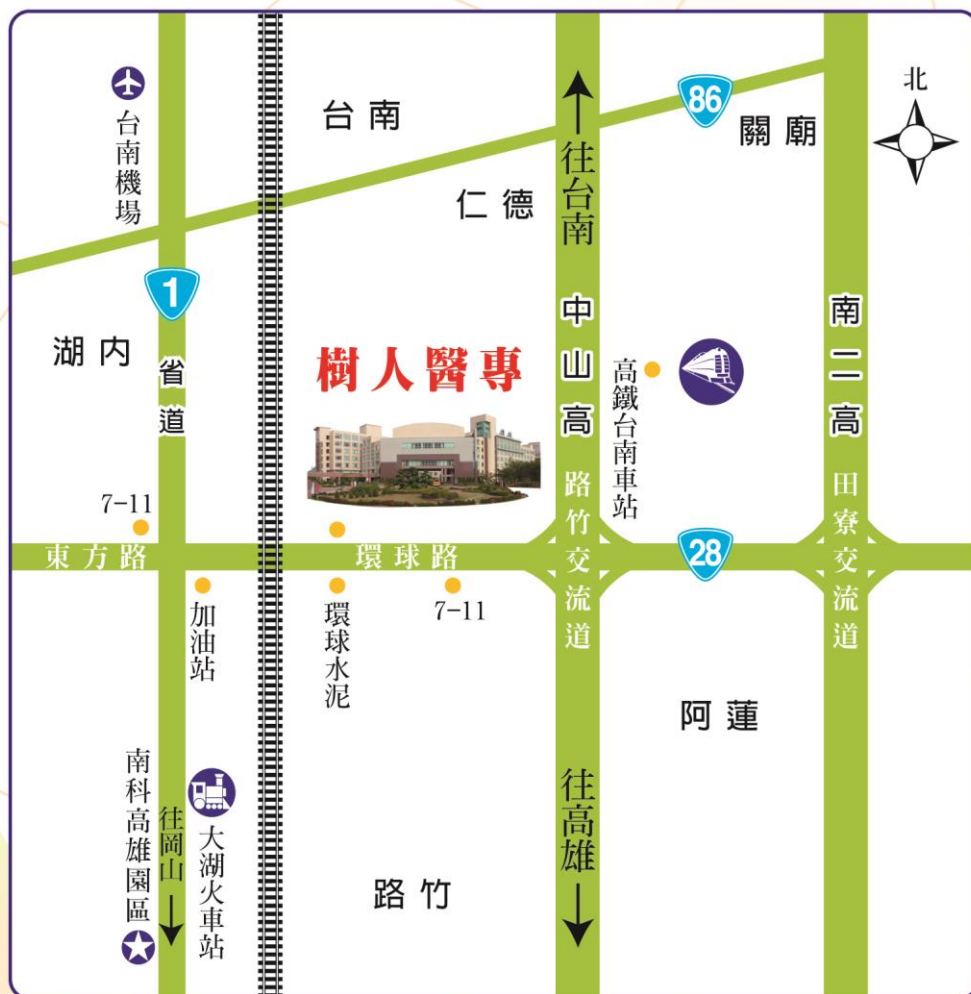 北
86
台南
關廟
台南機場
往台南
仁德
1
省道
湖内
樹人醫專
中山高
南二高
高鐵台南車站
7-11
東方路
環球路
路竹交流道
28
田寮交流道
加油站
環球水泥
7-11
阿蓮
南科高雄園區
往岡山
大湖火車站
路竹
往高雄